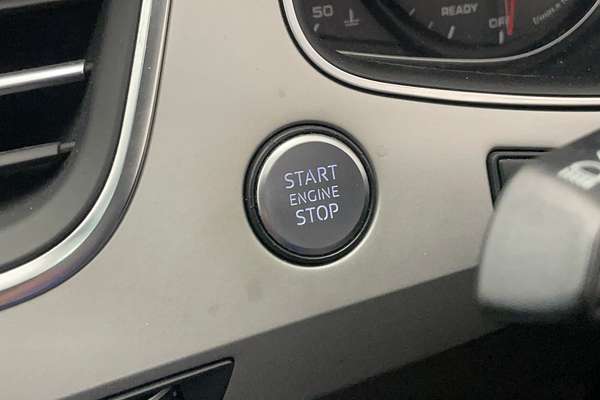 50
READY
OFF
START
ENGINE
STOP